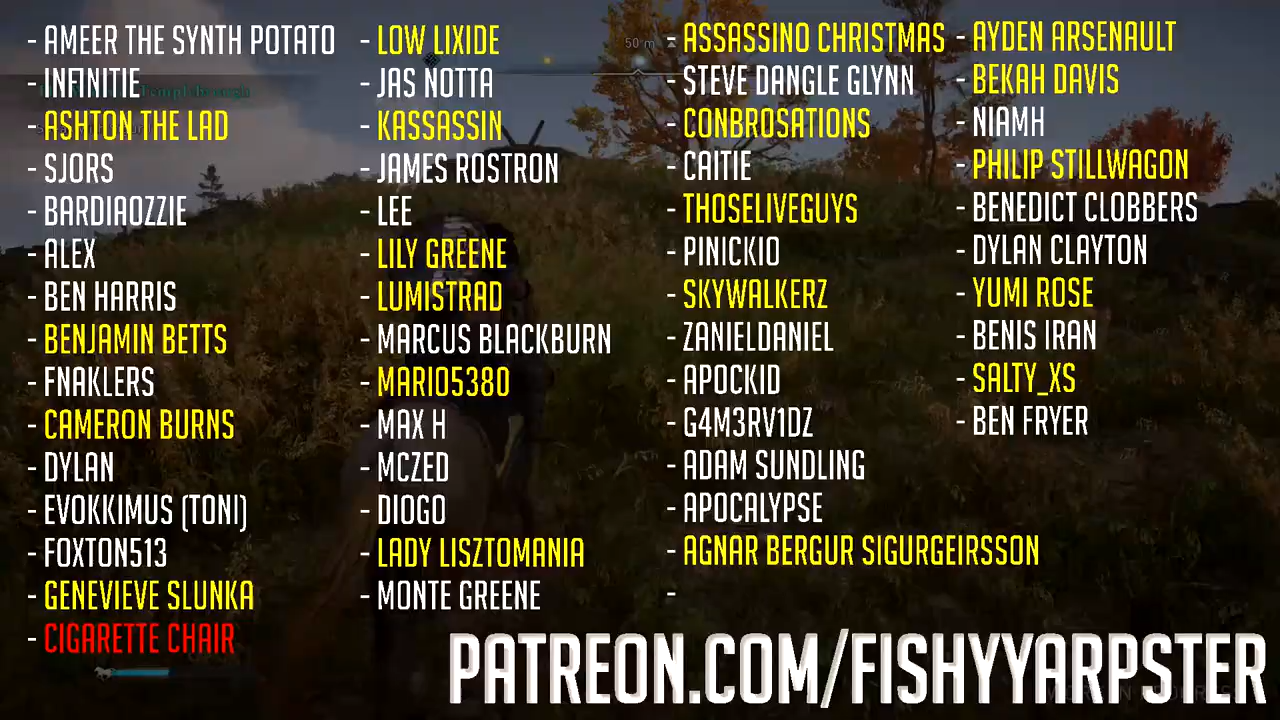 - AMEER THE SYNTH POTATO
- INFINITIE
- ASHTON THE LAD
- SJORS
- BARDIAOZZIE
- ALEX
- BEN HARRIS
- BENJAMIN BETTS
- FNAKLERS
- CAMERON BURNS
- DYLAN
- EVOKKIMUS (TONI)
- FOXTON513
- GENEVIEVE SLUNKA
- CIGARETTE CHAIR
- LOW LIXIDE
- JAS NOTTA
- KASSASSIN
- JAMES ROSTRON
- LEE
- LILY GREENE
- LUMISTRAD
- MARCUS BLACKBURN
- MARIO5380
- MAX H
- MCZED
- DIOGO
- LADY LISZTOMANIA
- MONTE GREENE
50 m
- ASSASSINO CHRISTMAS
- STEVE DANGLE GLYNN
- CONBROSATIONS
- CAITIE
- THOSELIVEGUYS
- PINICKIO
- SKYWALKERZ
- ZANIELDANIEL
- APOCKID
- G4M3RV1DZ
- ADAM SUNDLING
- APOCALYPSE
- AGNAR BERGUR SIGURGEIRSSON
-
- AYDEN ARSENAULT
- BEKAH DAVIS
- NIAMH
- PHILIP STILLWAGON
- BENEDICT CLOBBERS
- DYLAN CLAYTON
- YUMI ROSE
- BENIS IRAN
- SALTY_XS
- BEN FRYER
PATREON.COM/FISHYYARPSTER